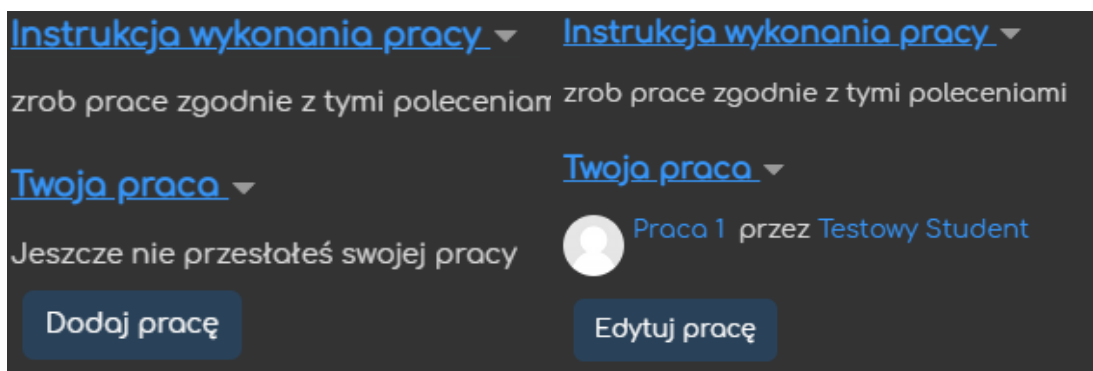 Instrukcja wykonania pracy
zrob prace zgodnie z tymi poleceniam
Twoja praca
Jeszcze nie przesłałeś swojej pracy
Dodaj pracę
Instrukcja wykonania pracy
zrob prace zgodnie z tymi poleceniami
Twoja praca
Praca 1 przez Testowy Student
Edytuj pracę